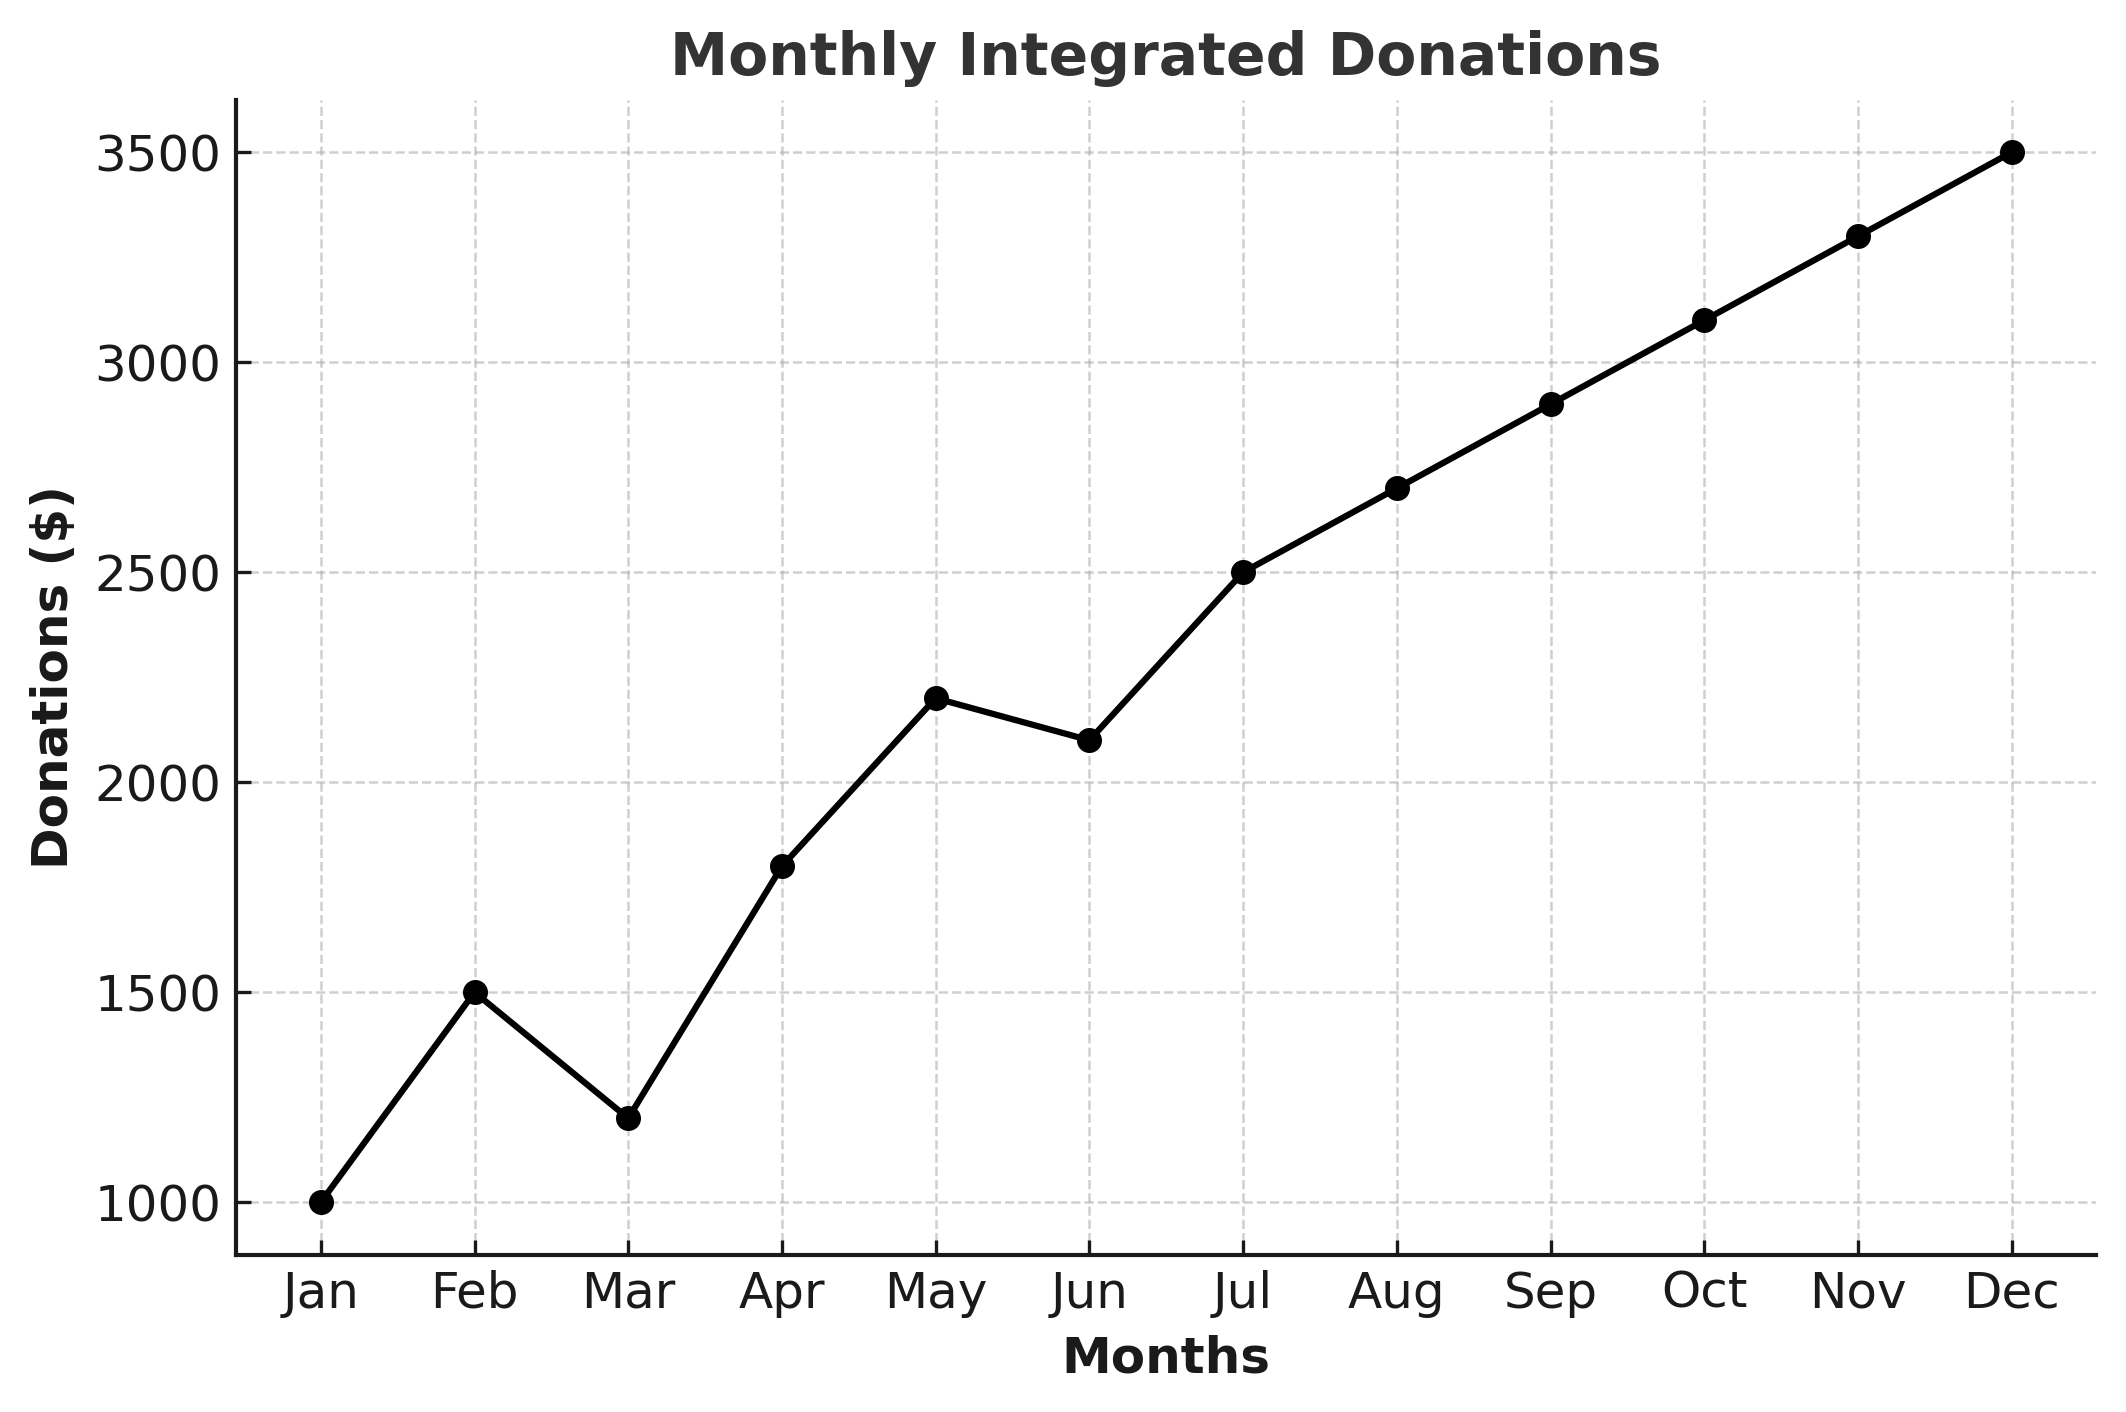 Monthly Integrated Donations
Donations ($)
3500
3000
2500
2000
1500
1000
Jan Feb Mar Apr May Jun Jul Aug Sep Oct Nov Dec
Months